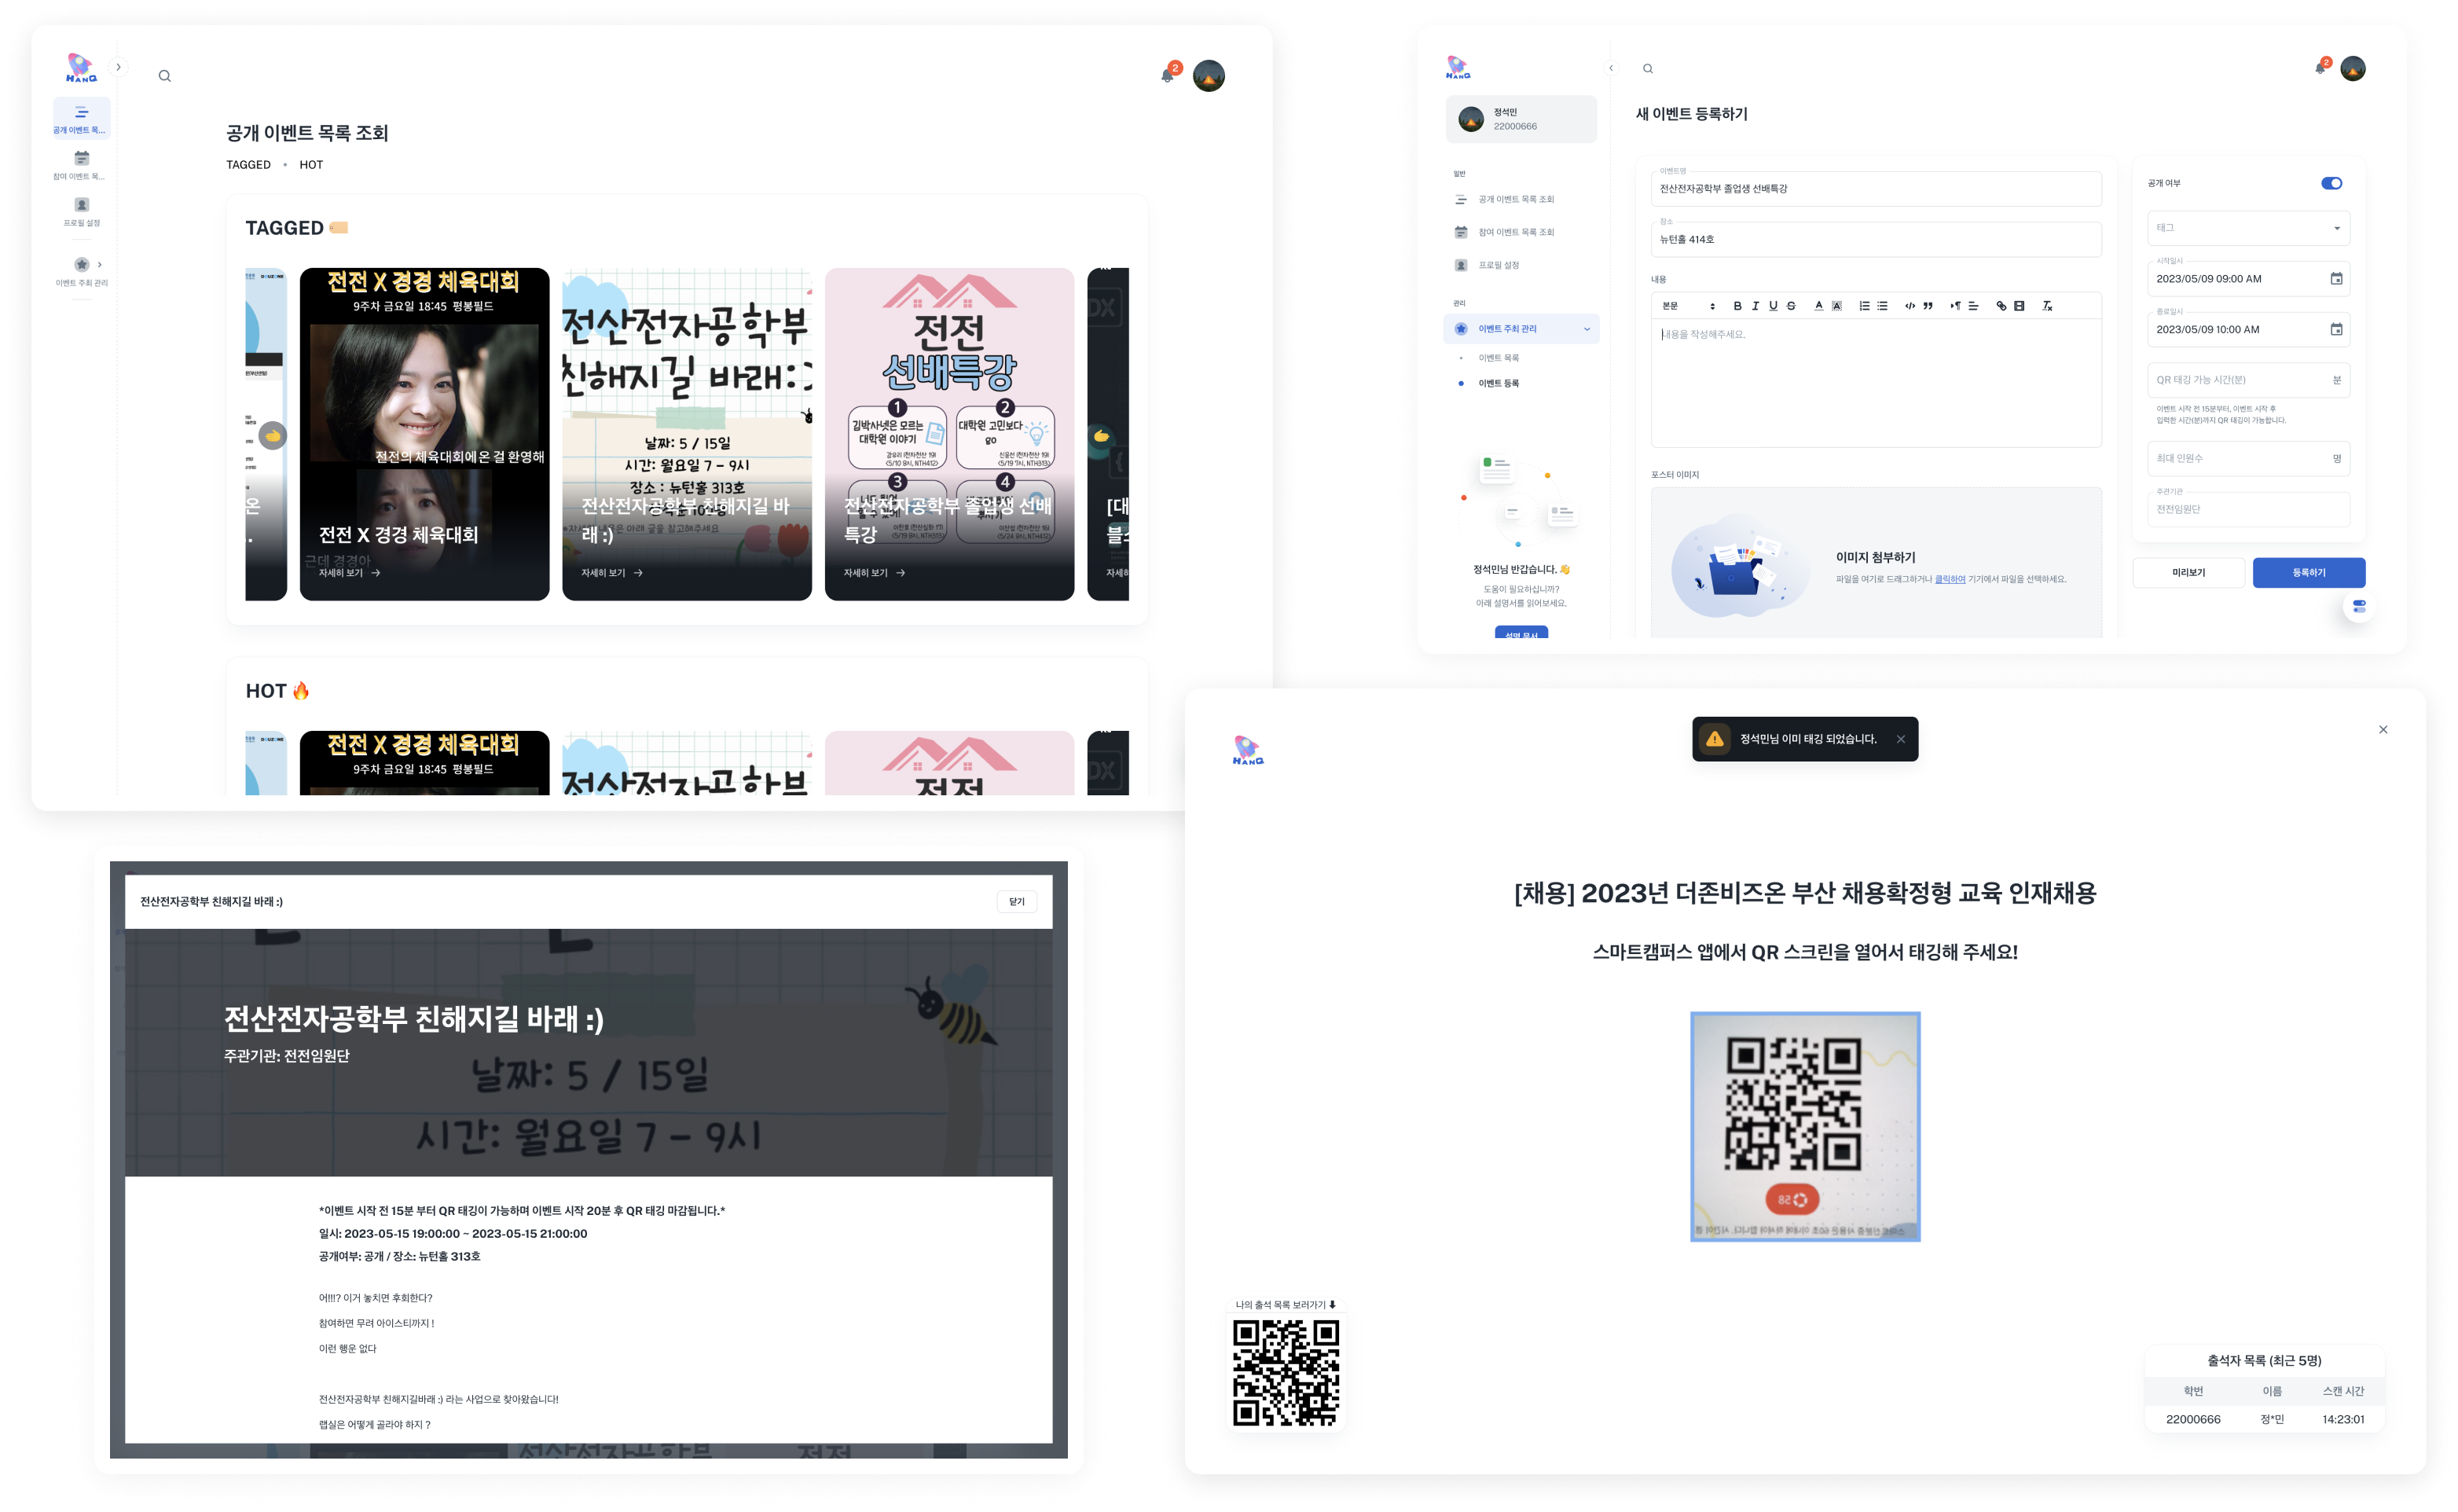 HANQ
2
공개 이벤트 목...
참여 이벤트 목...
프로필 설정
이벤트 주최 관리
공개 이벤트 목록 조회
TAGGED • HOT
TAGGED
DOUZONE
온
..
전전 X 경경 체육대회
9주차 금요일 18:45 평봉필드
전전의 체육대회에 온 걸 환영해
전전 X 경경 체육대회
근데 경경아
자세히 보기 →
전산전자공학부
친해지길 바래:)
날짜: 5 / 15일
시간: 월요일 7 - 9시
장소 : 뉴턴홀 313호
전산전자공학부 친해지길 바
래 :)
자세히 보기 →
전전
선배특강
1
김박사넷은 모르는
대학원 이야기
2
대학원 고민보다
go
3
4
전산전자공학부 졸업생 선배
특강
자세히 보기 →
DX
[대
블소
자세히
HOT
DOUZONE
전전 X 경경 체육대회
9주차 금요일 18:45 평봉필드
전산전자공학부
전전
DX
HANQ
2
정석민
22000666
일반
공개 이벤트 목록 조회
참여 이벤트 목록 조회
프로필 설정
관리
이벤트 주최 관리
이벤트 목록
이벤트 등록
정석민님 반갑습니다. 👋
도움이 필요하십니까?
아래 설명서를 읽어보세요.
설명 문서
새 이벤트 등록하기
이벤트명
전산전자공학부 졸업생 선배특강
장소
뉴턴홀 414호
내용
본문
B I U S
내용을 작성해주세요.
포스터 이미지
이미지 첨부하기
파일을 여기로 드래그하거나 클릭하여 기기에서 파일을 선택하세요.
공개 여부
태그
시작일시
2023/05/09 09:00 AM
종료일시
2023/05/09 10:00 AM
QR 태깅 가능 시간(분) 분
이벤트 시작 전 15분부터, 이벤트 시작 후
입력한 시간(분)까지 QR 태깅이 가능합니다.
최대 인원수 명
주관기관
전전임원단
미리보기
등록하기
전산전자공학부 친해지길 바래 :)
닫기
전산전자공학부 친해지길 바래 :)
주관기관: 전전임원단
날짜: 5 / 15일
시간: 월요일 7 - 9시
*이벤트 시작 전 15분 부터 QR 태깅이 가능하며 이벤트 시작 20분 후 QR 태깅 마감됩니다.*
일시: 2023-05-15 19:00:00 ~ 2023-05-15 21:00:00
공개여부: 공개 / 장소: 뉴턴홀 313호
어!!!? 이거 놓치면 후회한다?
참여하면 무려 아이스티까지 !
이런 행운 없다
전산전자공학부 친해지길바래 :) 라는 사업으로 찾아왔습니다!
랩실은 어떻게 골라야 하지 ?
HANQ
정석민님 이미 태깅 되었습니다.
[채용] 2023년 더존비즈온 부산 채용확정형 교육 인재채용
스마트캠퍼스 앱에서 QR 스크린을 열어서 태깅해 주세요!
58
나의 출석 목록 보러가기 ⬇
출석자 목록 (최근 5명)
학번 이름 스캔 시간
22000666 정*민 14:23:01